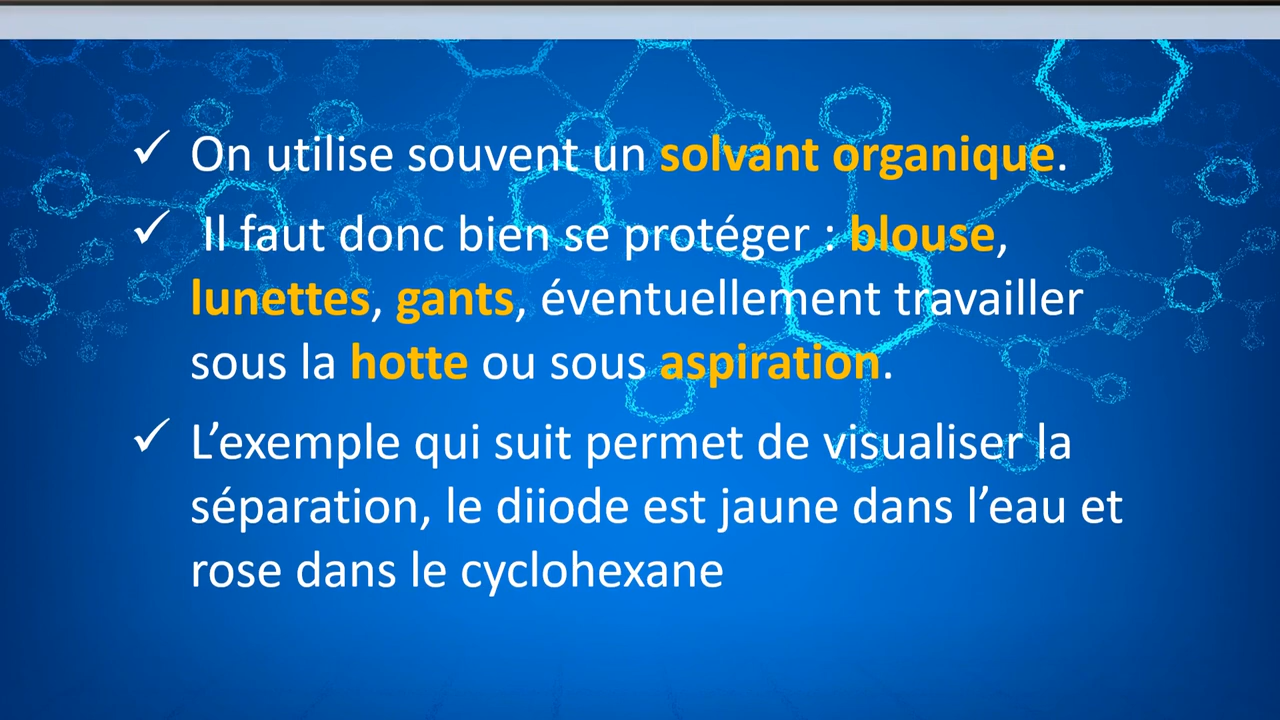 ✓ On utilise souvent un solvant organique.
✓ Il faut donc bien se protéger : blouse,
lunettes, gants, éventuellement travailler
sous la hotte ou sous aspiration.
✓ L’exemple qui suit permet de visualiser la
séparation, le diiode est jaune dans l’eau et
rose dans le cyclohexane